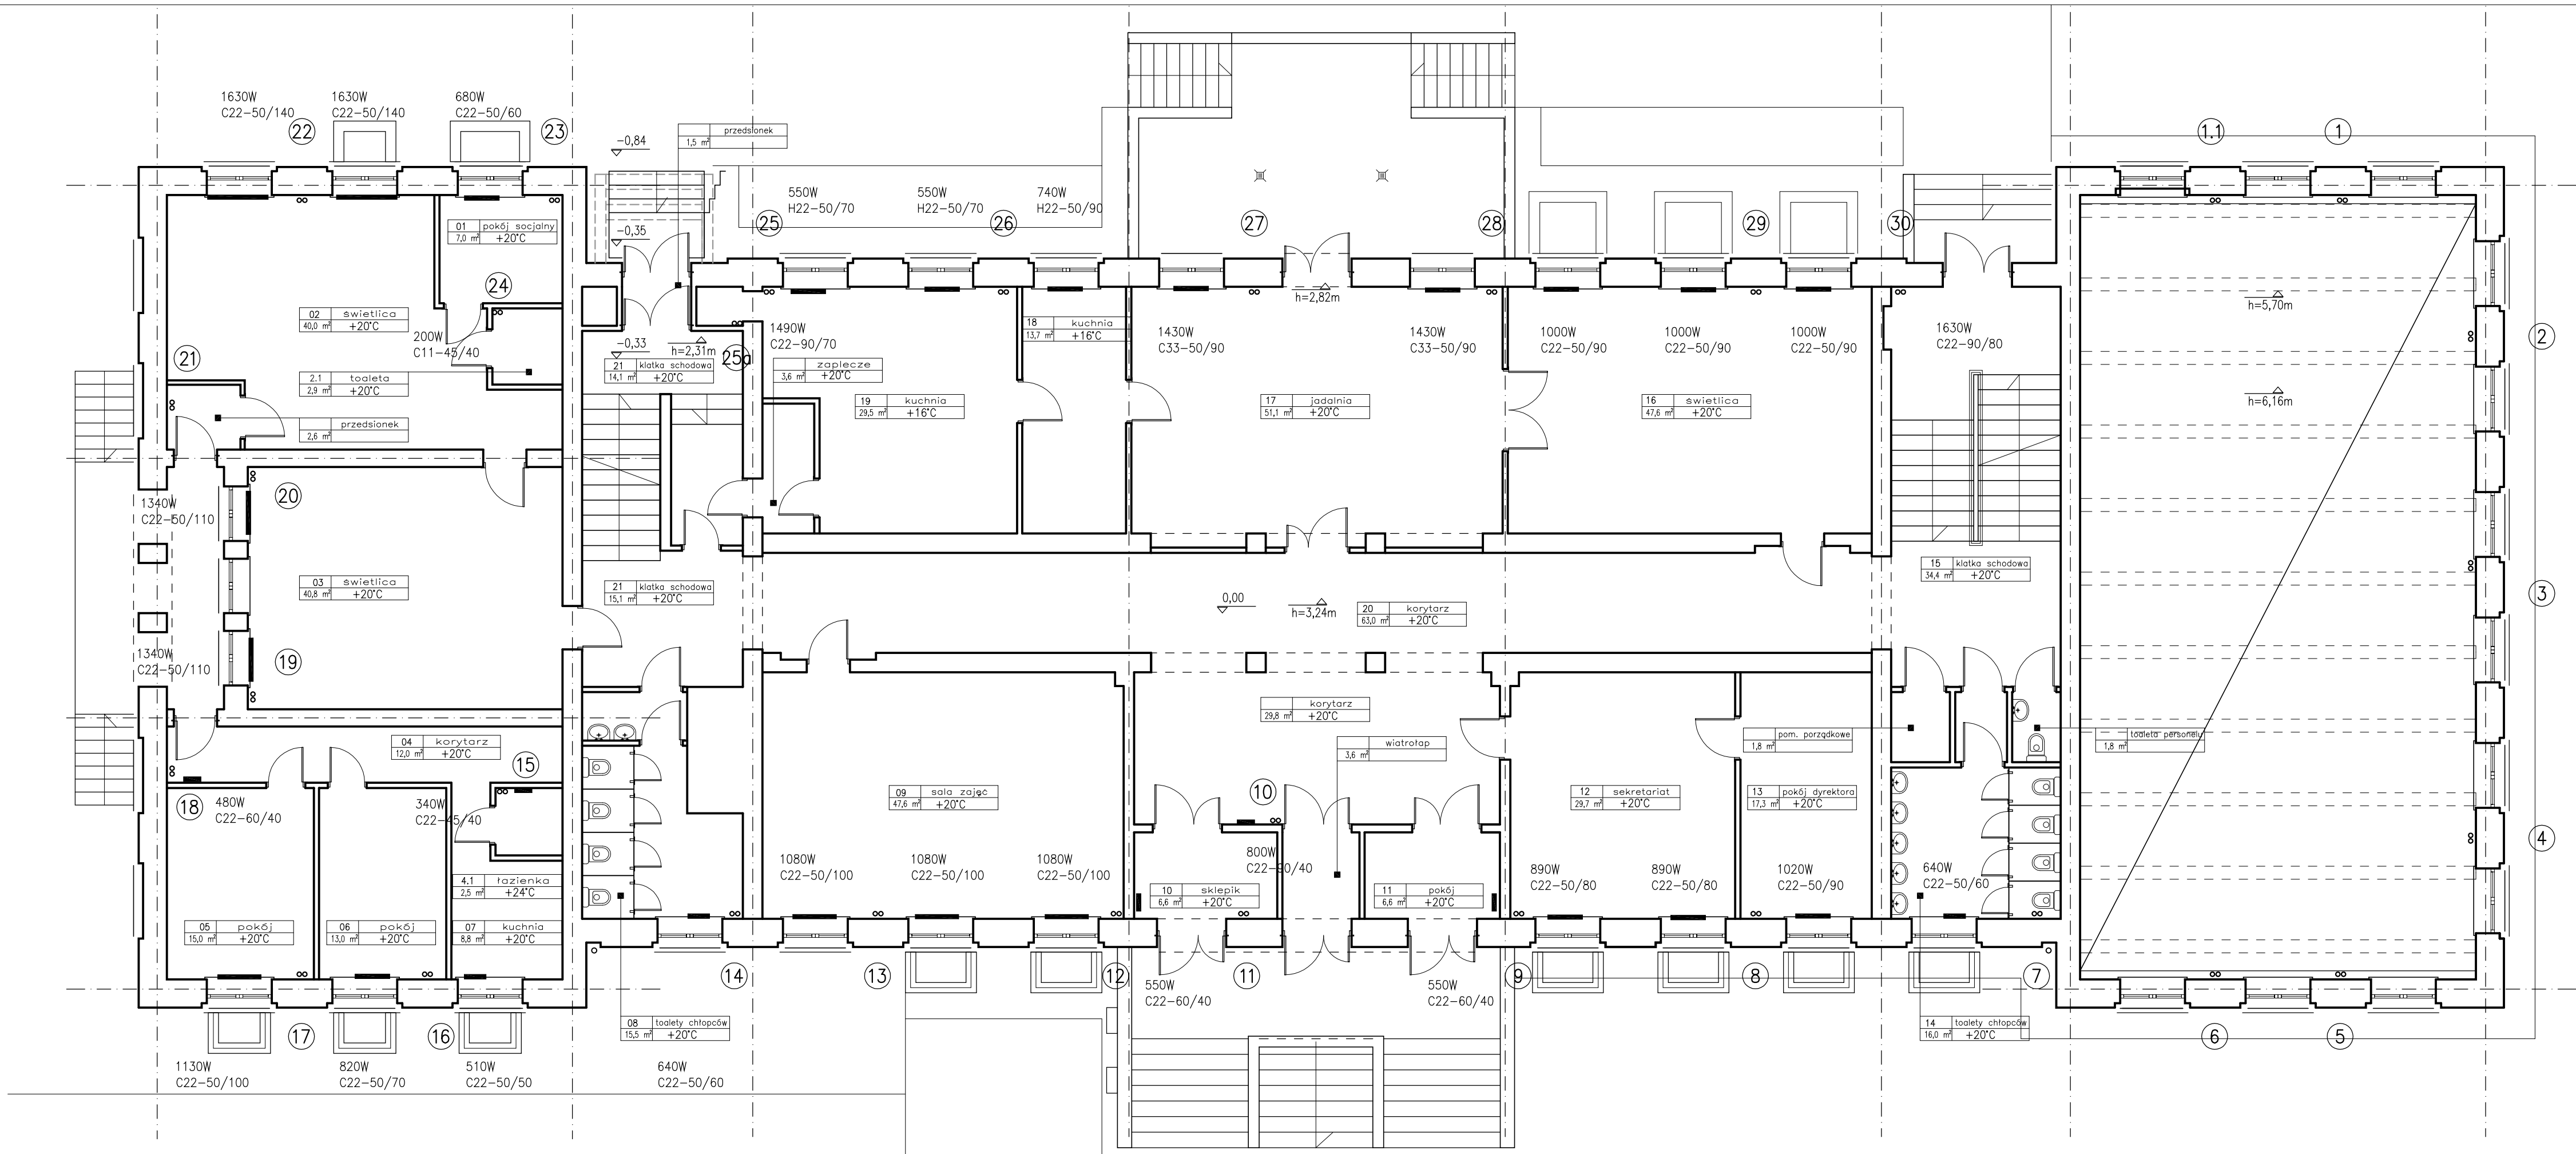 1630W
C22-50/140
1630W
C22-50/140
680W
C22-50/60
22
23
-0,84
przedsionek
1,5 m²
1.1
1
550W
H22-50/70
550W
H22-50/70
740W
H22-50/90
-0,35
25
26
27
28
29
30
01 pokój socjalny
7,0 m² +20°C
24
02 świetlica
40,0 m² +20°C
200W
C11-45/40
h=2,82m
h=5,70m
18 kuchnia
13,7 m² +16°C
1490W
C22-90/70
1430W
C33-50/90
1430W
C33-50/90
1000W
C22-50/90
1000W
C22-50/90
1000W
C22-50/90
1630W
C22-90/80
2
-0,33
h=2,31m
25a
21
21 klatka schodowa
14,1 m² +20°C
zaplecze
3,6 m² +20°C
2.1 toaleta
2,9 m² +20°C
19 kuchnia
29,5 m² +16°C
17 jadalnia
51,1 m² +20°C
16 świetlica
47,6 m² +20°C
h=6,16m
przedsionek
2,6 m²
20
1340W
C22-50/110
03 świetlica
40,8 m² +20°C
21 klatka schodowa
15,1 m² +20°C
0,00
h=3,24m
20 korytarz
63,0 m² +20°C
15 klatka schodowa
34,4 m² +20°C
3
1340W
C22-50/110
19
korytarz
29,8 m² +20°C
04 korytarz
12,0 m² +20°C
wiatrołap
3,6 m²
pom. porządkowe
1,8 m²
toaleta personelu
1,8 m²
15
18
480W
C22-60/40
340W
C22-45/40
09 sala zajęć
47,6 m² +20°C
10
12 sekretariat
29,7 m² +20°C
13 pokój dyrektora
17,3 m² +20°C
4
1080W
C22-50/100
1080W
C22-50/100
1080W
C22-50/100
800W
C22-90/40
890W
C22-50/80
890W
C22-50/80
1020W
C22-50/90
640W
C22-50/60
4.1 łazienka
2,5 m² +24°C
10 sklepik
6,6 m² +20°C
11 pokój
6,6 m² +20°C
05 pokój
15,0 m² +20°C
06 pokój
13,0 m² +20°C
07 kuchnia
8,8 m² +20°C
14
13
12
11
9
8
7
550W
C22-60/40
550W
C22-60/40
08 toalety chłopców
15,5 m² +20°C
14 toalety chłopców
16,0 m² +20°C
17
16
6
5
1130W
C22-50/100
820W
C22-50/70
510W
C22-50/50
640W
C22-50/60